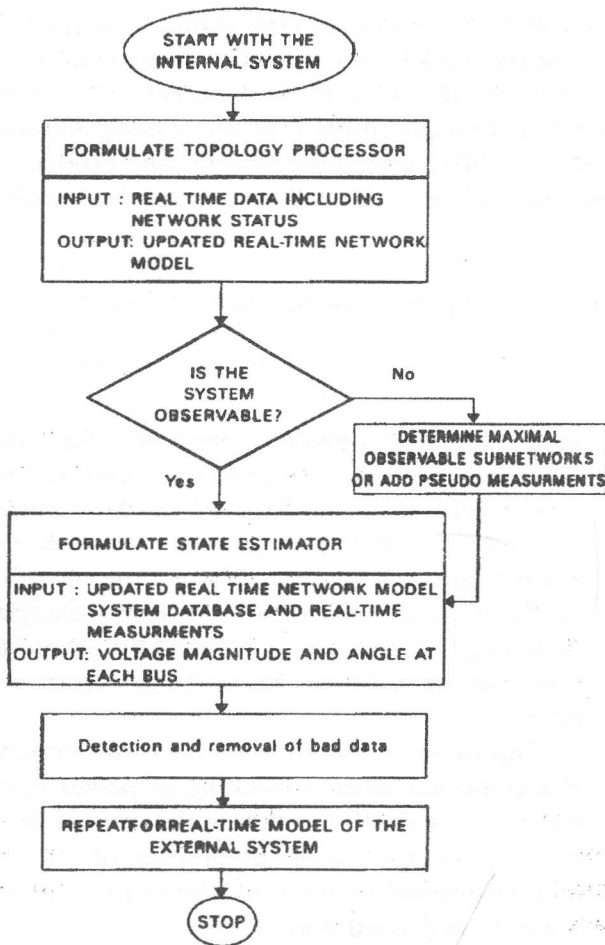 START WITH THE
INTERNAL SYSTEM
FORMULATE TOPOLOGY PROCESSOR
INPUT : REAL TIME DATA INCLUDING
NETWORK STATUS
OUTPUT: UPDATED REAL-TIME NETWORK
MODEL
IS THE
SYSTEM
OBSERVABLE?
No
DETERMINE MAXIMAL
OBSERVABLE SUBNETWORKS
OR ADD PSEUDO MEASURMENTS
Yes
FORMULATE STATE ESTIMATOR
INPUT : UPDATED REAL TIME NETWORK MODEL
SYSTEM DATABASE AND REAL-TIME
MEASURMENTS
OUTPUT: VOLTAGE MAGNITUDE AND ANGLE AT
EACH BUS
Detection and removal of bad data
REPEATFORREAL-TIME MODEL OF THE
EXTERNAL SYSTEM
STOP